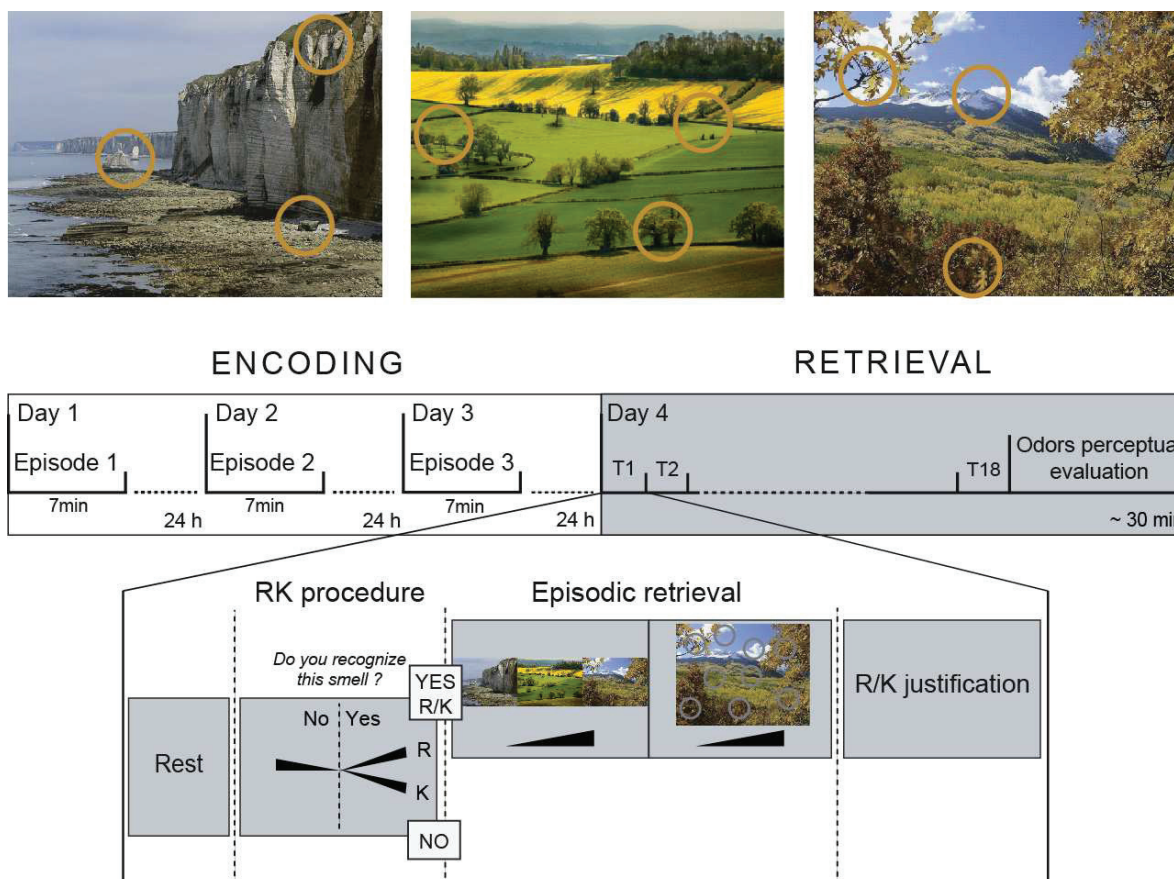 ENCODING
RETRIEVAL
Day 1
Day 2
Day 3
Day 4
Episode 1
Episode 2
Episode 3
T1
T2
T18
Odors perceptua
evaluation
7min
24 h
7min
24 h
7min
24 h
~ 30 mi
RK procedure
Episodic retrieval
Do you recognize
this smell ?
No
Yes
YES
R/K
R
K
NO
Rest
R/K justification